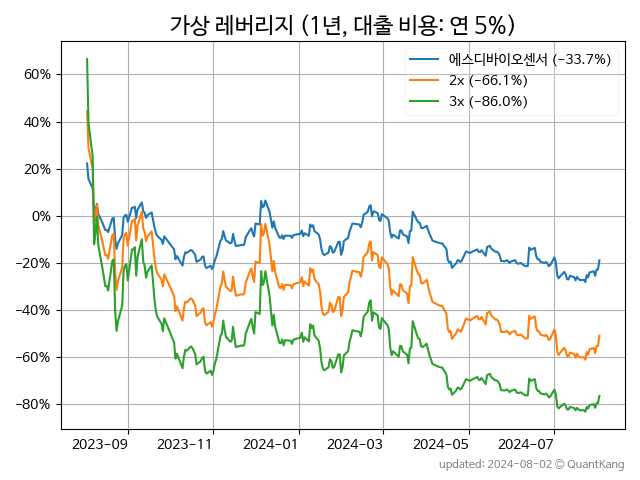 가상 레버리지 (1년, 대출 비용: 연 5%)
에스디바이오센서 (-33.7%)
2x (-66.1%)
3x (-86.0%)
60%
40%
20%
0%
-20%
-40%
-60%
-80%
2023-09 2023-11 2024-01 2024-03 2024-05 2024-07
updated: 2024-08-02 © QuantKang